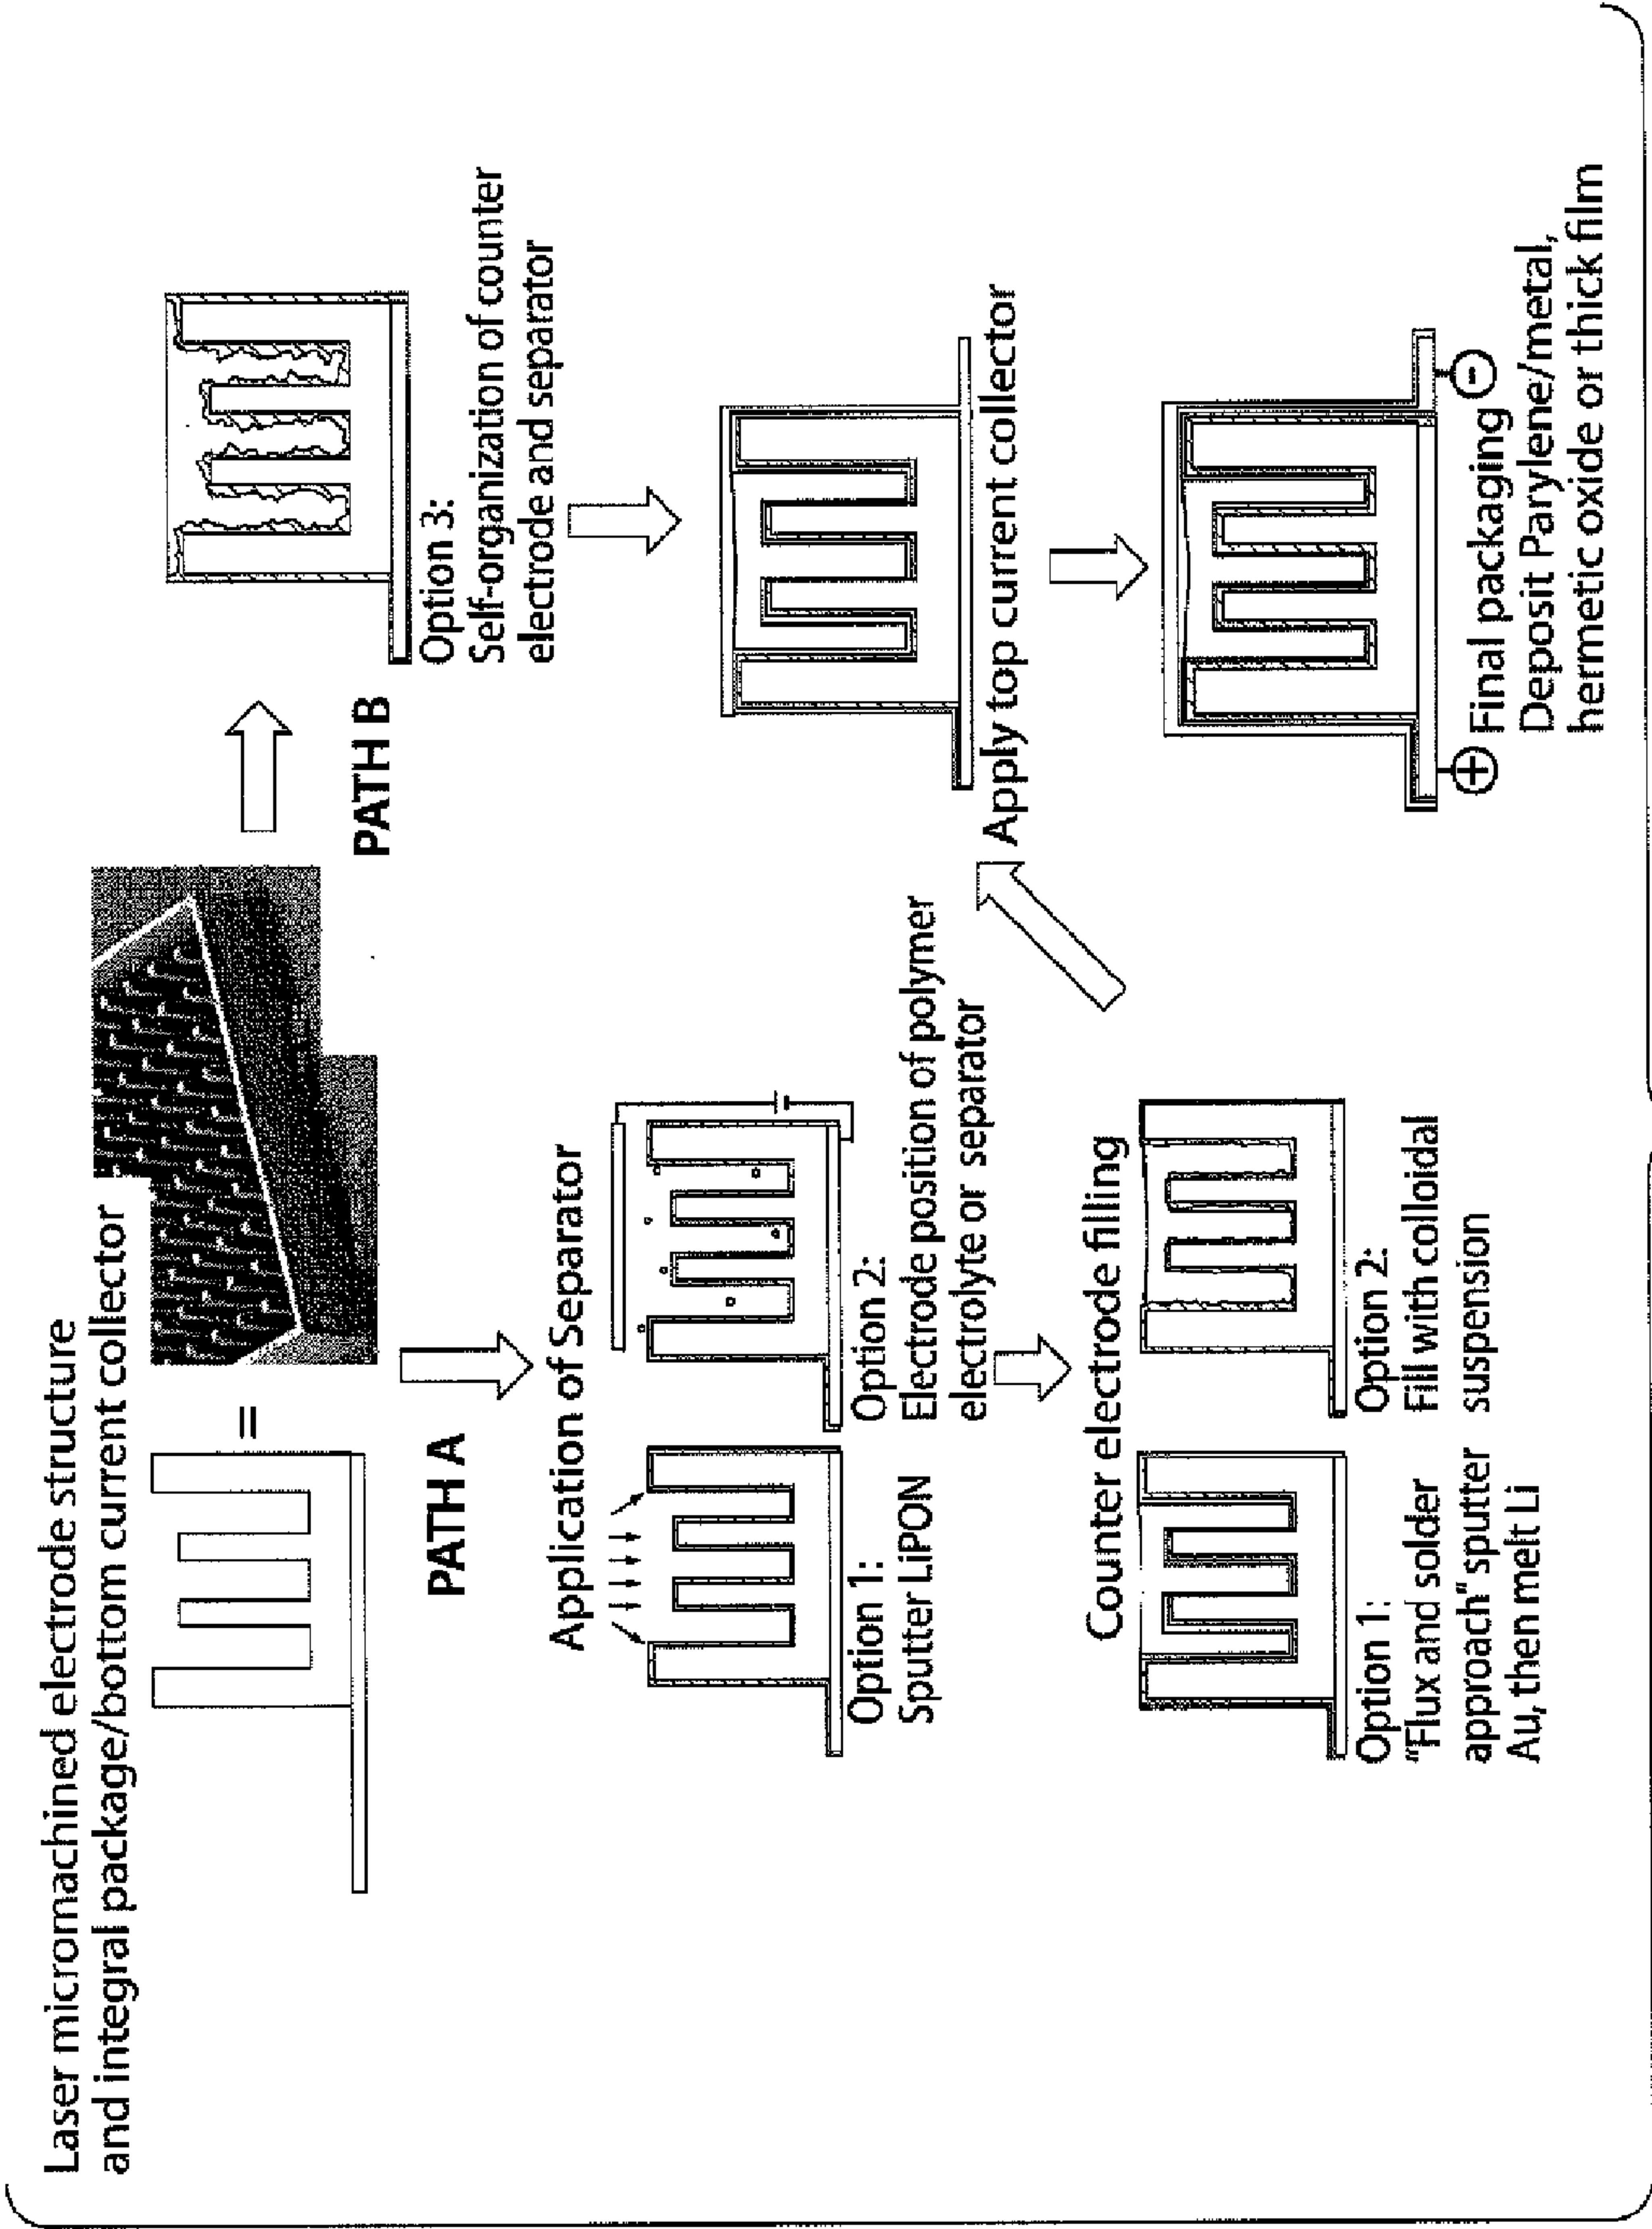 Laser micromachined electrode structure
and integral package/bottom current collector
=
PATH A
PATH B
Application of Separator
Option 1:
Sputter LiPON
Option 2:
Electrode position of polymer
electrolyte or separator
Counter electrode filling
Option 1:
"Flux and solder
approach" sputter
Au, then melt Li
Option 2:
Fill with colloidal
suspension
Option 3:
Self-organization of counter
electrode and separator
Apply top current collector
+
-
Final packaging
Deposit Parylene/metal,
hermetic oxide or thick film